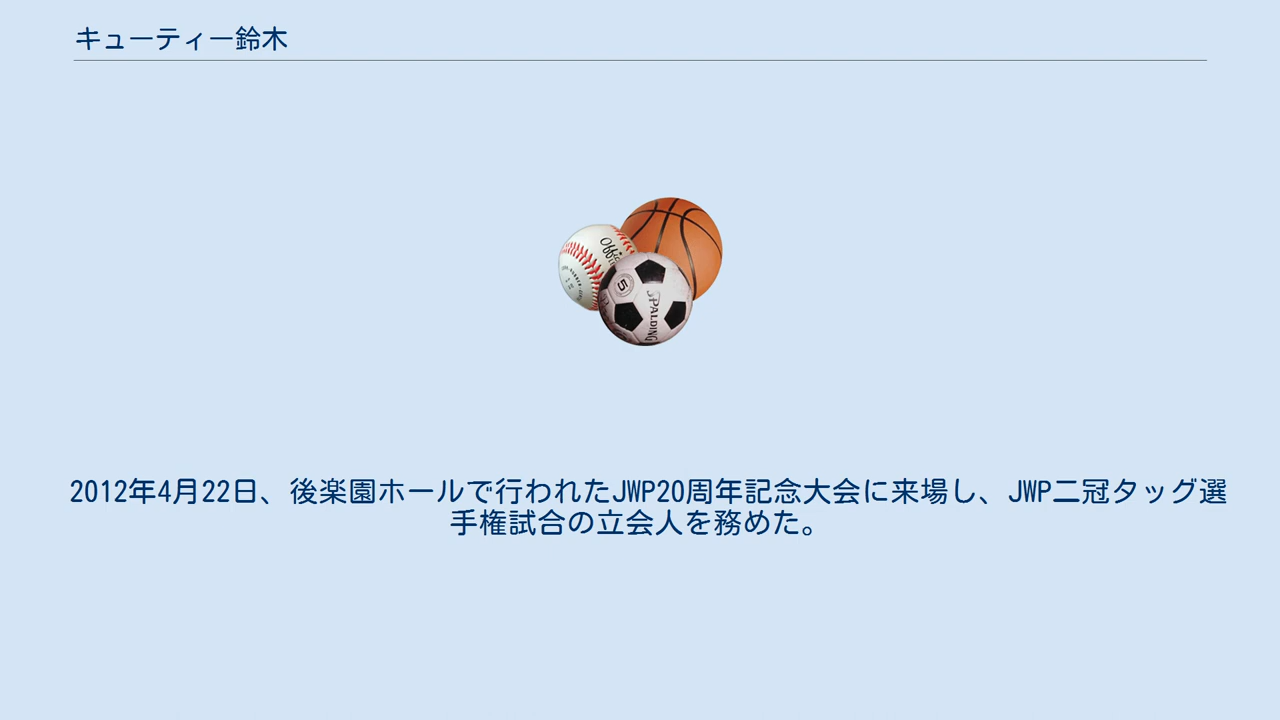 キューティー鈴木
Offic
5
SPALDING
2012年4月22日、後楽園ホールで行われたJWP20周年記念大会に来場し、JWP二冠タッグ選
手権試合の立会人を務めた。